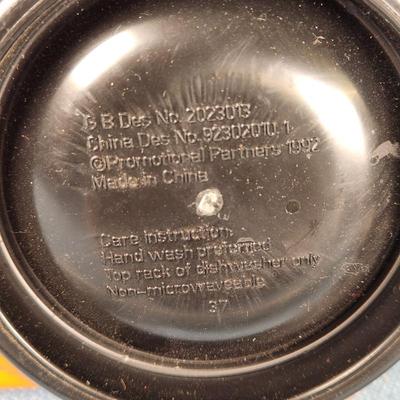 G B Des No. 2023013
China Des No.92302010.1
©Promotional Partners 1992
Made in China
Care instruction:
Hand wash preferred
Top rack of dishwasher only
Non-microwaveable
37